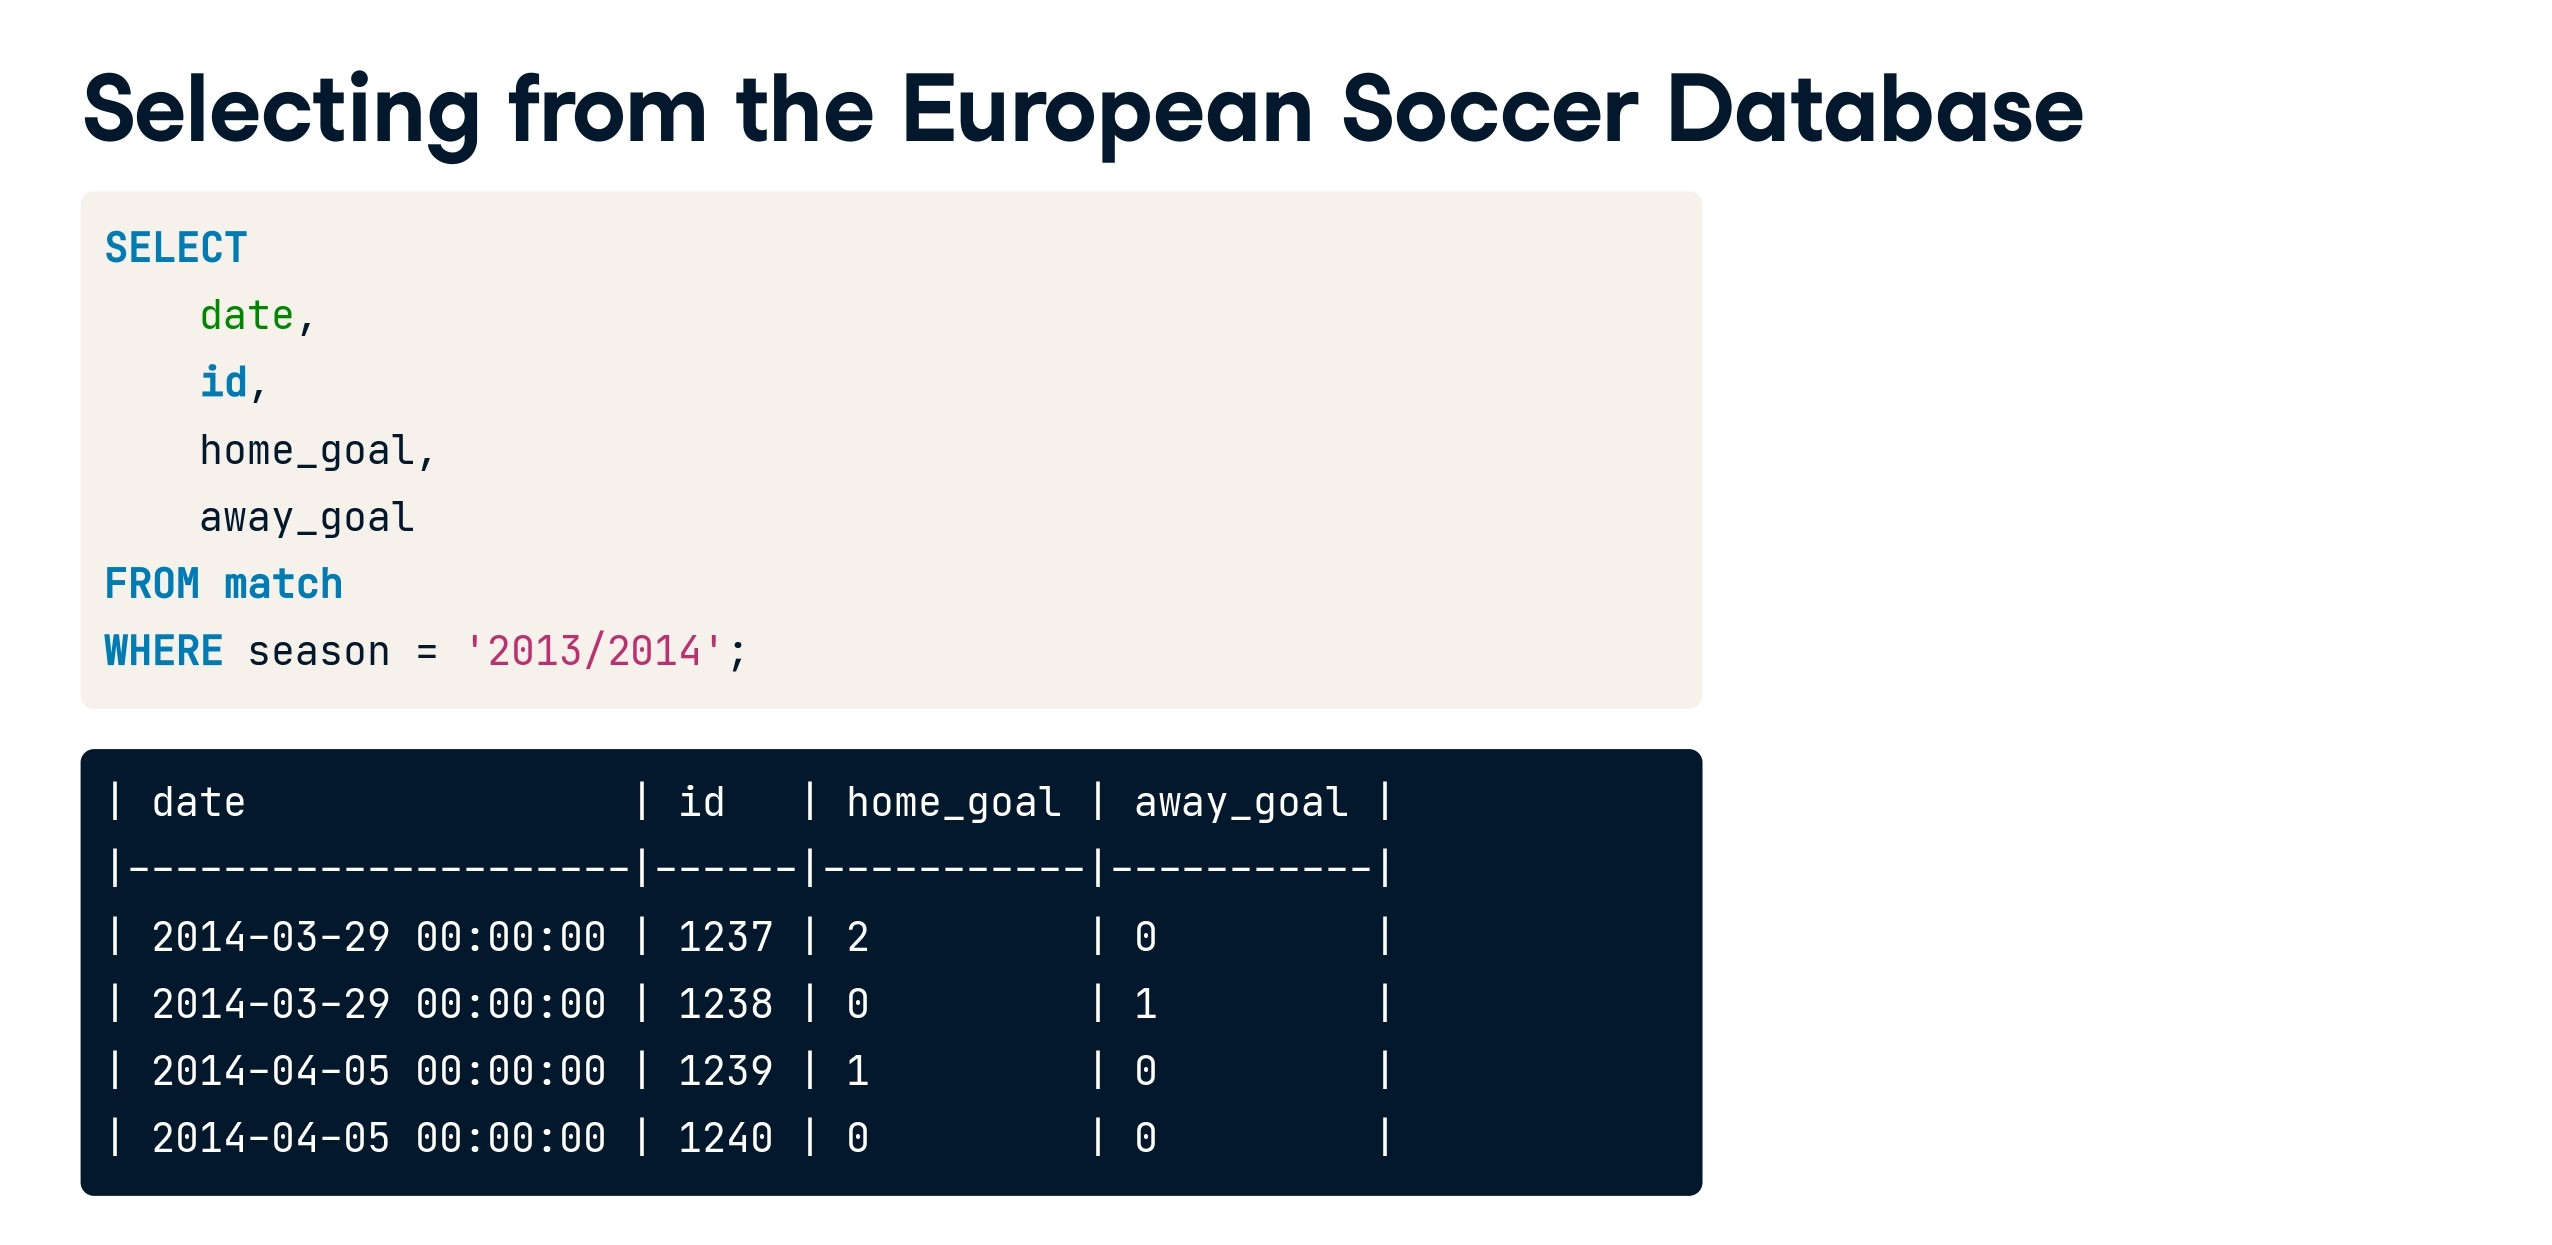 Selecting from the European Soccer Database
SELECT
    date,
    id,
    home_goal,
    away_goal
FROM match
WHERE season = '2013/2014';
| date                | id   | home_goal | away_goal |
|---------------------|------|-----------|-----------|
| 2014-03-29 00:00:00 | 1237 | 2         | 0         |
| 2014-03-29 00:00:00 | 1238 | 0         | 1         |
| 2014-04-05 00:00:00 | 1239 | 1         | 0         |
| 2014-04-05 00:00:00 | 1240 | 0         | 0         |